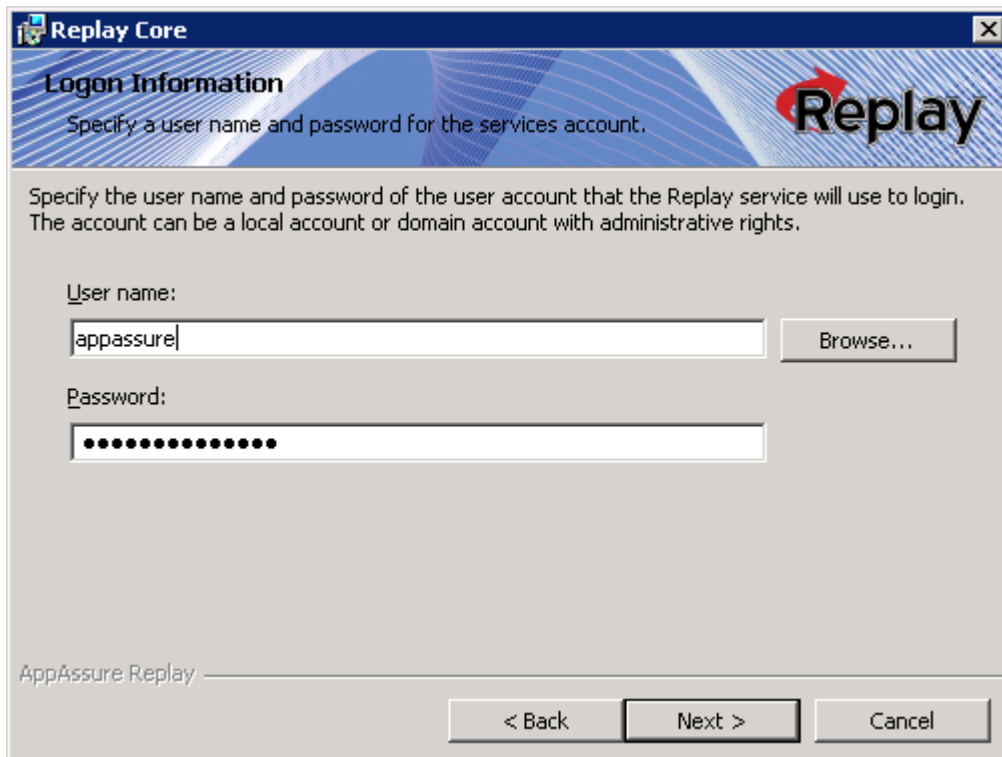 Replay Core
Logon Information
Specify a user name and password for the services account.
Replay
Specify the user name and password of the user account that the Replay service will use to login.
The account can be a local account or domain account with administrative rights.
User name:
appassure
Browse...
Password:
••••••••••••••
AppAssure Replay
< Back
Next >
Cancel